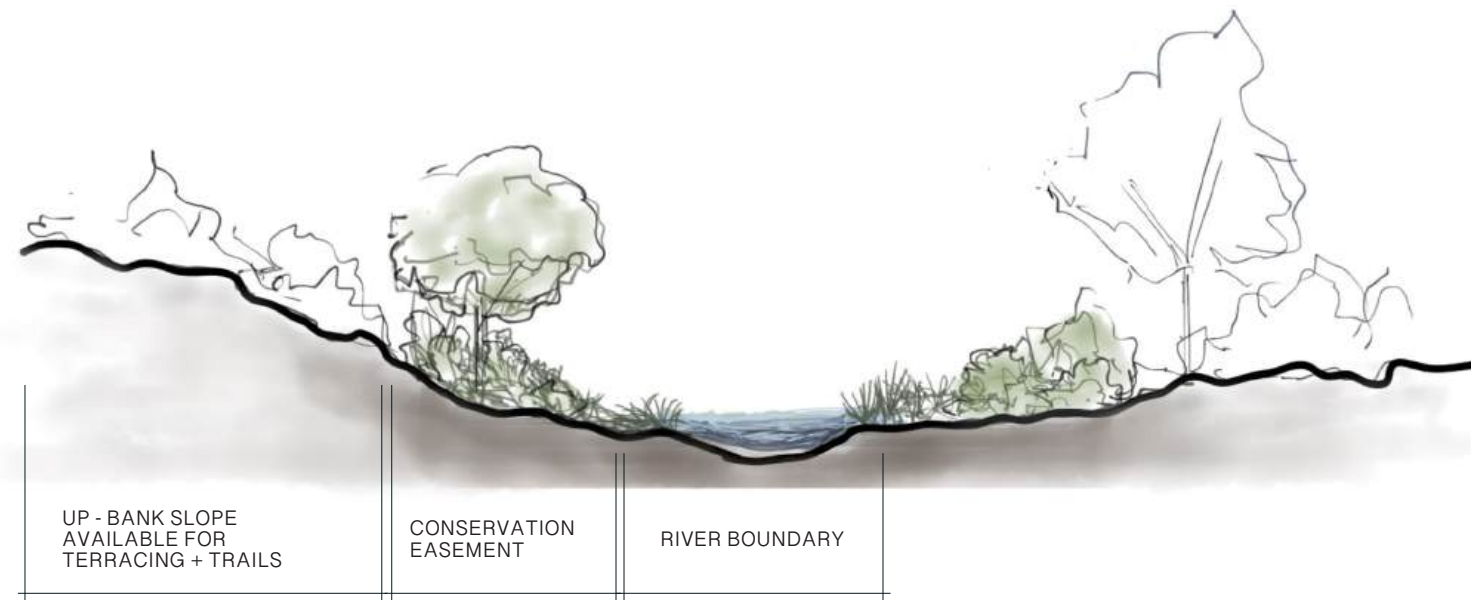 UP - BANK SLOPE
AVAILABLE FOR
TERRACING + TRAILS
CONSERVATION
EASEMENT
RIVER BOUNDARY